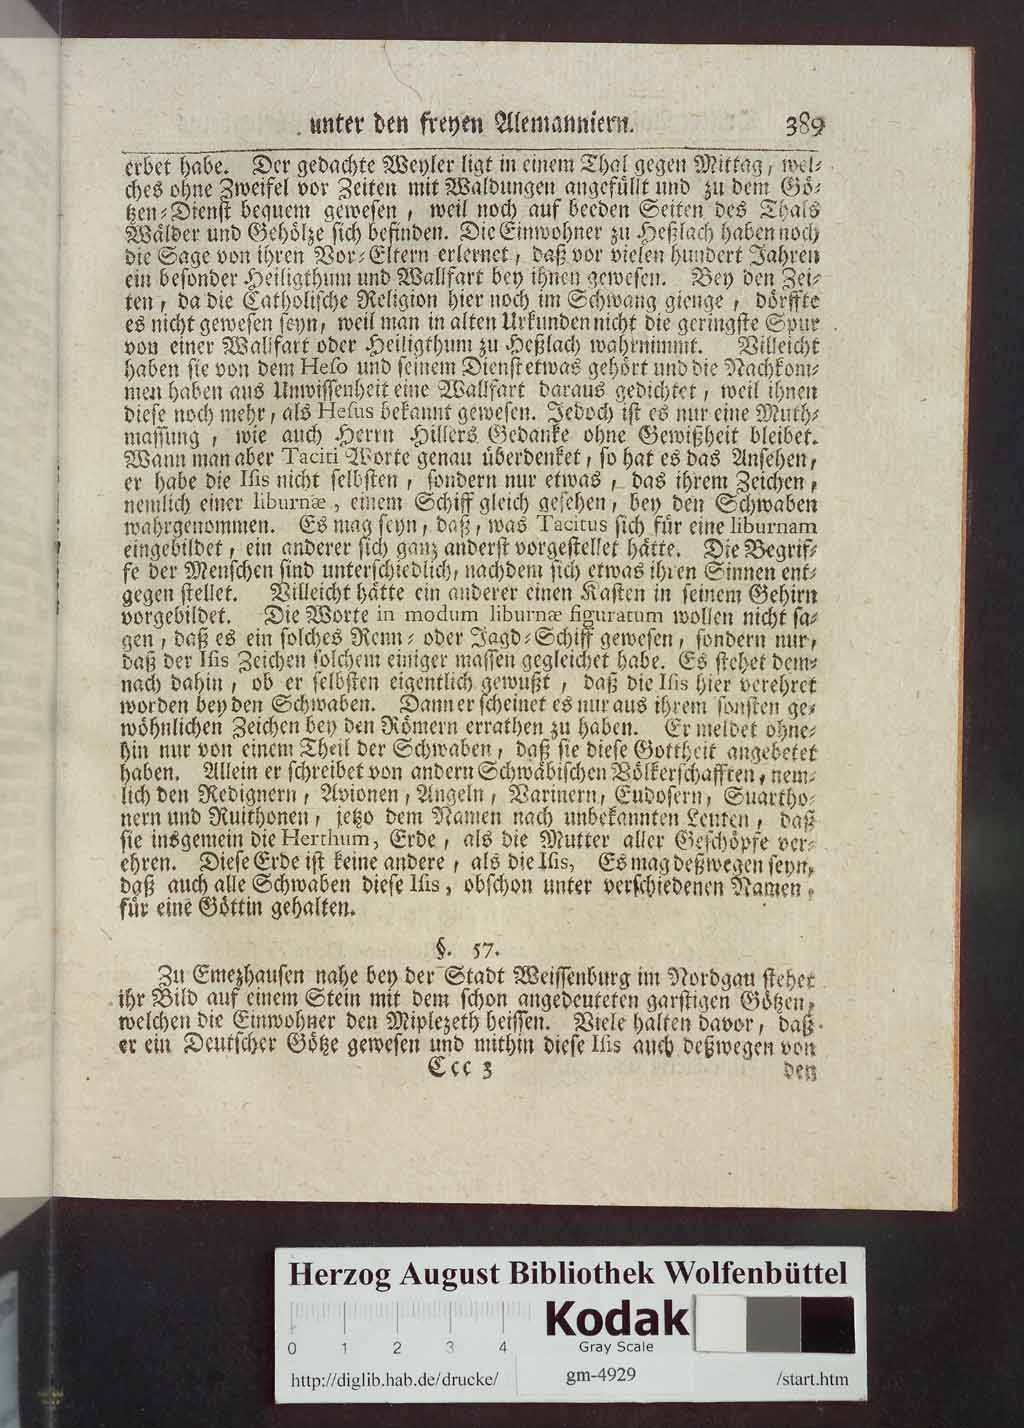 unter den freyen Alemanniern. 389
erbet habe. Der gedachte Weyler ligt in einem Thal gegen Mittag, wel-
ches ohne Zweifel vor Zeiten mit Waldungen angefüllt und zu dem Gö-
tzen-Dienst bequem gewesen, weil noch auf beeden Seiten des Thals
Wälder und Gehölze sich befinden. Die Einwohner zu Heßlach haben noch
die Sage von ihren Vor-Eltern erlernet, daß vor vielen hundert Jahren
ein besonder Heiligthum und Wallfart bey ihnen gewesen. Bey den Zei-
ten, da die Catholische Religion hier noch im Schwang gienge, dörffte
es nicht gewesen seyn, weil man in alten Urkunden nicht die geringste Spur
von einer Wallfart oder Heiligthum zu Heßlach wahrnimmt. Villeicht
haben sie von dem Heso und seinem Dienst etwas gehört und die Nachkom-
men haben aus Unwissenheit eine Wallfart daraus gedichtet, weil ihnen
diese noch mehr, als Hesus bekannt gewesen. Jedoch ist es nur eine Muth-
massung, wie auch Herrn Hillers Gedanke ohne Gewißheit bleibet.
Wann man aber Taciti Worte genau überdenket, so hat es das Ansehen,
er habe die Isis nicht selbsten, sondern nur etwas, das ihrem Zeichen,
nemlich einer liburnæ, einem Schiff gleich gesehen, bey den Schwaben
wahrgenommen. Es mag seyn, daß, was Tacitus sich für eine liburnam
eingebildet, ein anderer sich ganz anderst vorgestellet hätte. Die Begrif-
fe der Menschen sind unterschiedlich, nachdem sich etwas ihren Sinnen ent-
gegen stellet. Villeicht hätte ein anderer einen Kasten in seinem Gehirn
vorgebildet. Die Worte in modum liburnæ figuratum wollen nicht sa-
gen, daß es ein solches Renn- oder Jagd-Schiff gewesen, sondern nur,
daß der Isis Zeichen solchem einiger massen gegleichet habe. Es stehet dem-
nach dahin, ob er selbsten eigentlich gewußt, daß die Isis hier verehret
worden bey den Schwaben. Dann er scheinet es nur aus ihrem sonsten ge-
wöhnlichen Zeichen bey den Römern errathen zu haben. Er meldet ohne-
hin nur von einem Theil der Schwaben, daß sie diese Gottheit angebetet
haben. Allein er schreibet von andern Schwäbischen Völkerschafften, nem-
lich den Redignern, Avionen, Angeln, Varinern, Eudosern, Suartho-
nern und Ruithonen, jetzo dem Namen nach unbekannten Leuten, daß
sie insgemein die Herthum, Erde, als die Mutter aller Geschöpfe ver-
ehren. Diese Erde ist keine andere, als die Isis, Es mag deßwegen seyn,
daß auch alle Schwaben diese Isis, obschon unter verschiedenen Namen,
für eine Göttin gehalten.
§. 57.
Zu Emezhausen nahe bey der Stadt Weissenburg im Nordgau stehet
ihr Bild auf einem Stein mit dem schon angedeuteten garstigen Götzen,
welchen die Einwohner den Miplezeth heissen. Viele halten davor, daß
er ein Deutscher Götze gewesen und mithin diese Isis auch deßwegen von
Ccc 3 den
Herzog August Bibliothek Wolfenbüttel
Kodak
Gray Scale
0 1 2 3 4
http://diglib.hab.de/drucke/ gm-4929 /start.htm